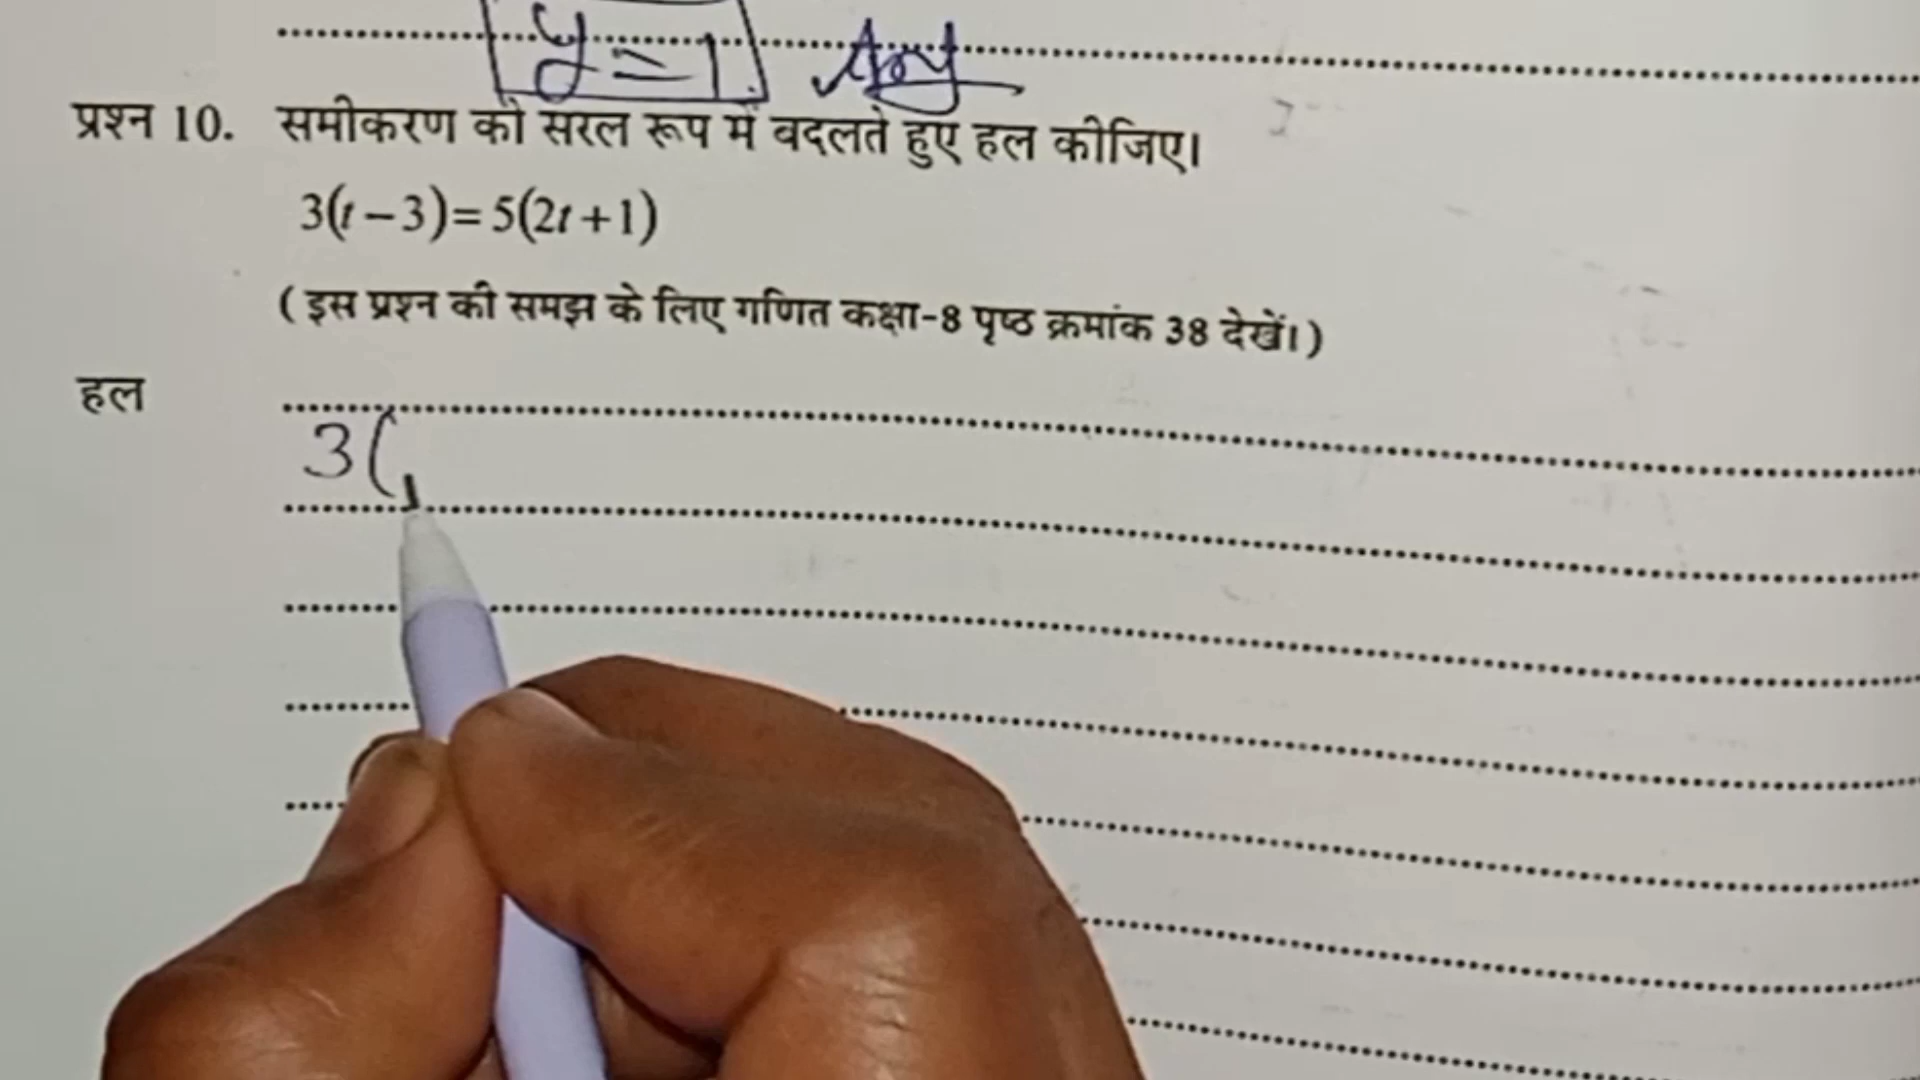 y = 1 Ans
प्रश्न 10. समीकरण को सरल रूप में बदलते हुए हल कीजिए।
3(t – 3)= 5(2t +1)
( इस प्रश्न की समझ के लिए गणित कक्षा-8 पृष्ठ क्रमांक 38 देखें। )
हल
3(